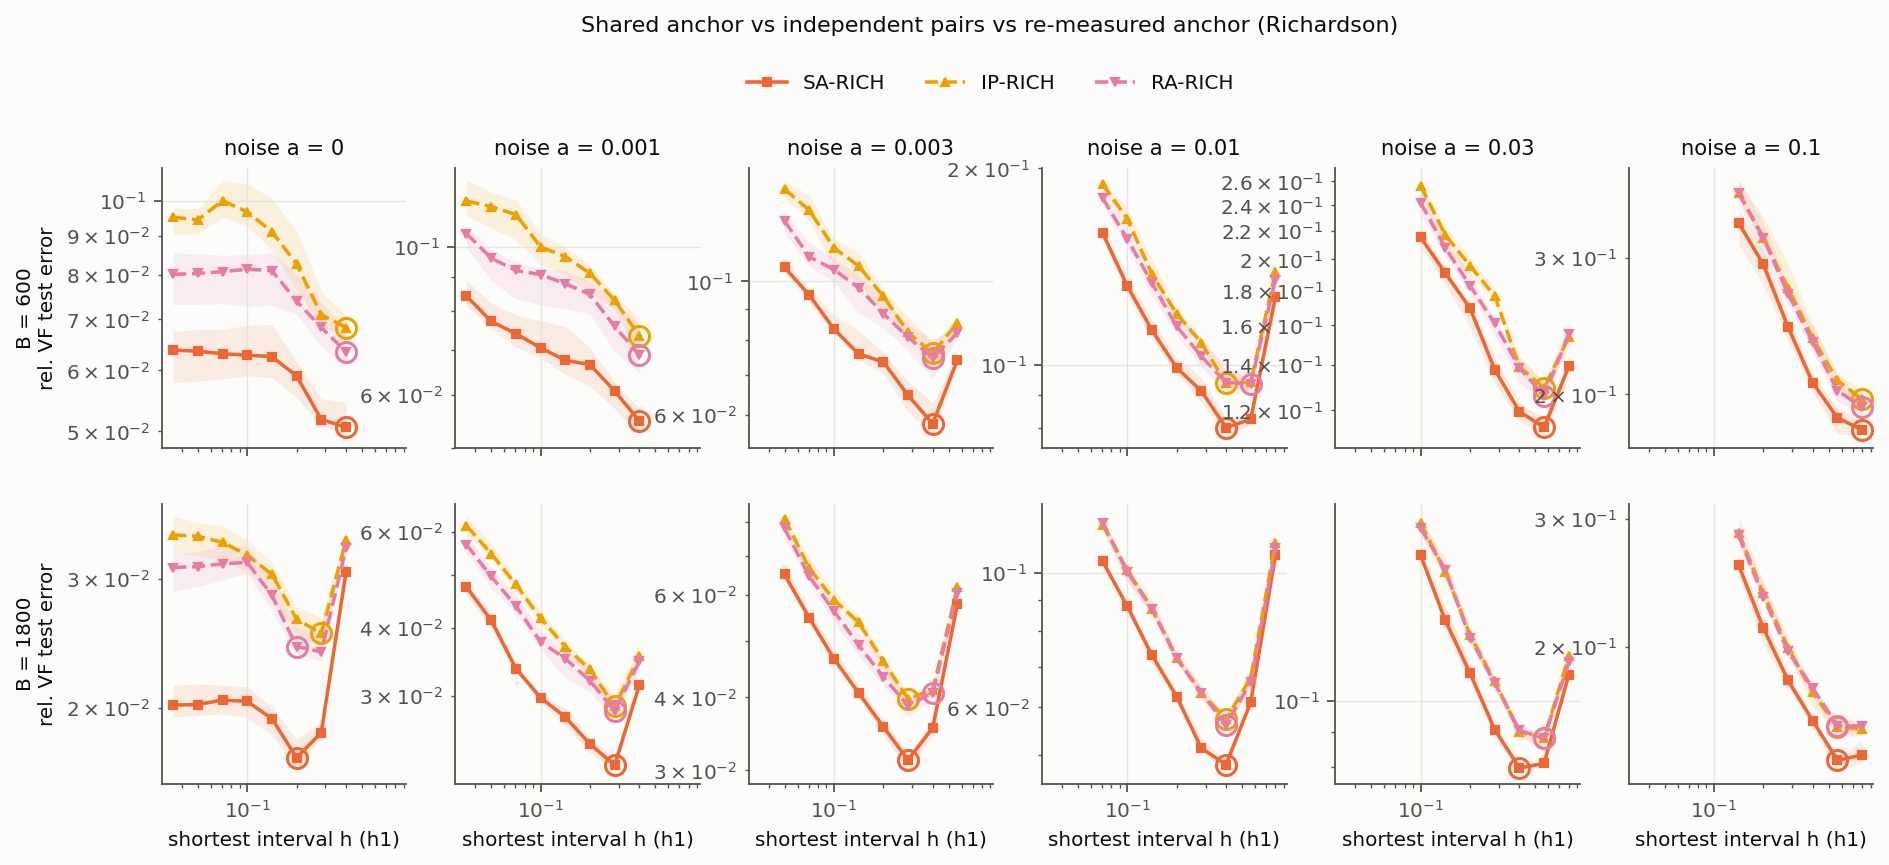 Shared anchor vs independent pairs vs re-measured anchor (Richardson)
SA-RICH IP-RICH RA-RICH
noise a = 0
noise a = 0.001
noise a = 0.003
noise a = 0.01
noise a = 0.03
noise a = 0.1
B = 600
rel. VF test error
10⁻¹
9 × 10⁻²
8 × 10⁻²
7 × 10⁻²
6 × 10⁻²
5 × 10⁻²
10⁻¹
6 × 10⁻²
10⁻¹
6 × 10⁻²
2 × 10⁻¹
10⁻¹
2.6 × 10⁻¹
2.4 × 10⁻¹
2.2 × 10⁻¹
2 × 10⁻¹
1.8 × 10⁻¹
1.6 × 10⁻¹
1.4 × 10⁻¹
1.2 × 10⁻¹
3 × 10⁻¹
2 × 10⁻¹
B = 1800
rel. VF test error
3 × 10⁻²
2 × 10⁻²
6 × 10⁻²
4 × 10⁻²
3 × 10⁻²
6 × 10⁻²
4 × 10⁻²
3 × 10⁻²
10⁻¹
6 × 10⁻²
10⁻¹
3 × 10⁻¹
2 × 10⁻¹
10⁻¹
10⁻¹
10⁻¹
10⁻¹
10⁻¹
10⁻¹
shortest interval h (h1)
shortest interval h (h1)
shortest interval h (h1)
shortest interval h (h1)
shortest interval h (h1)
shortest interval h (h1)